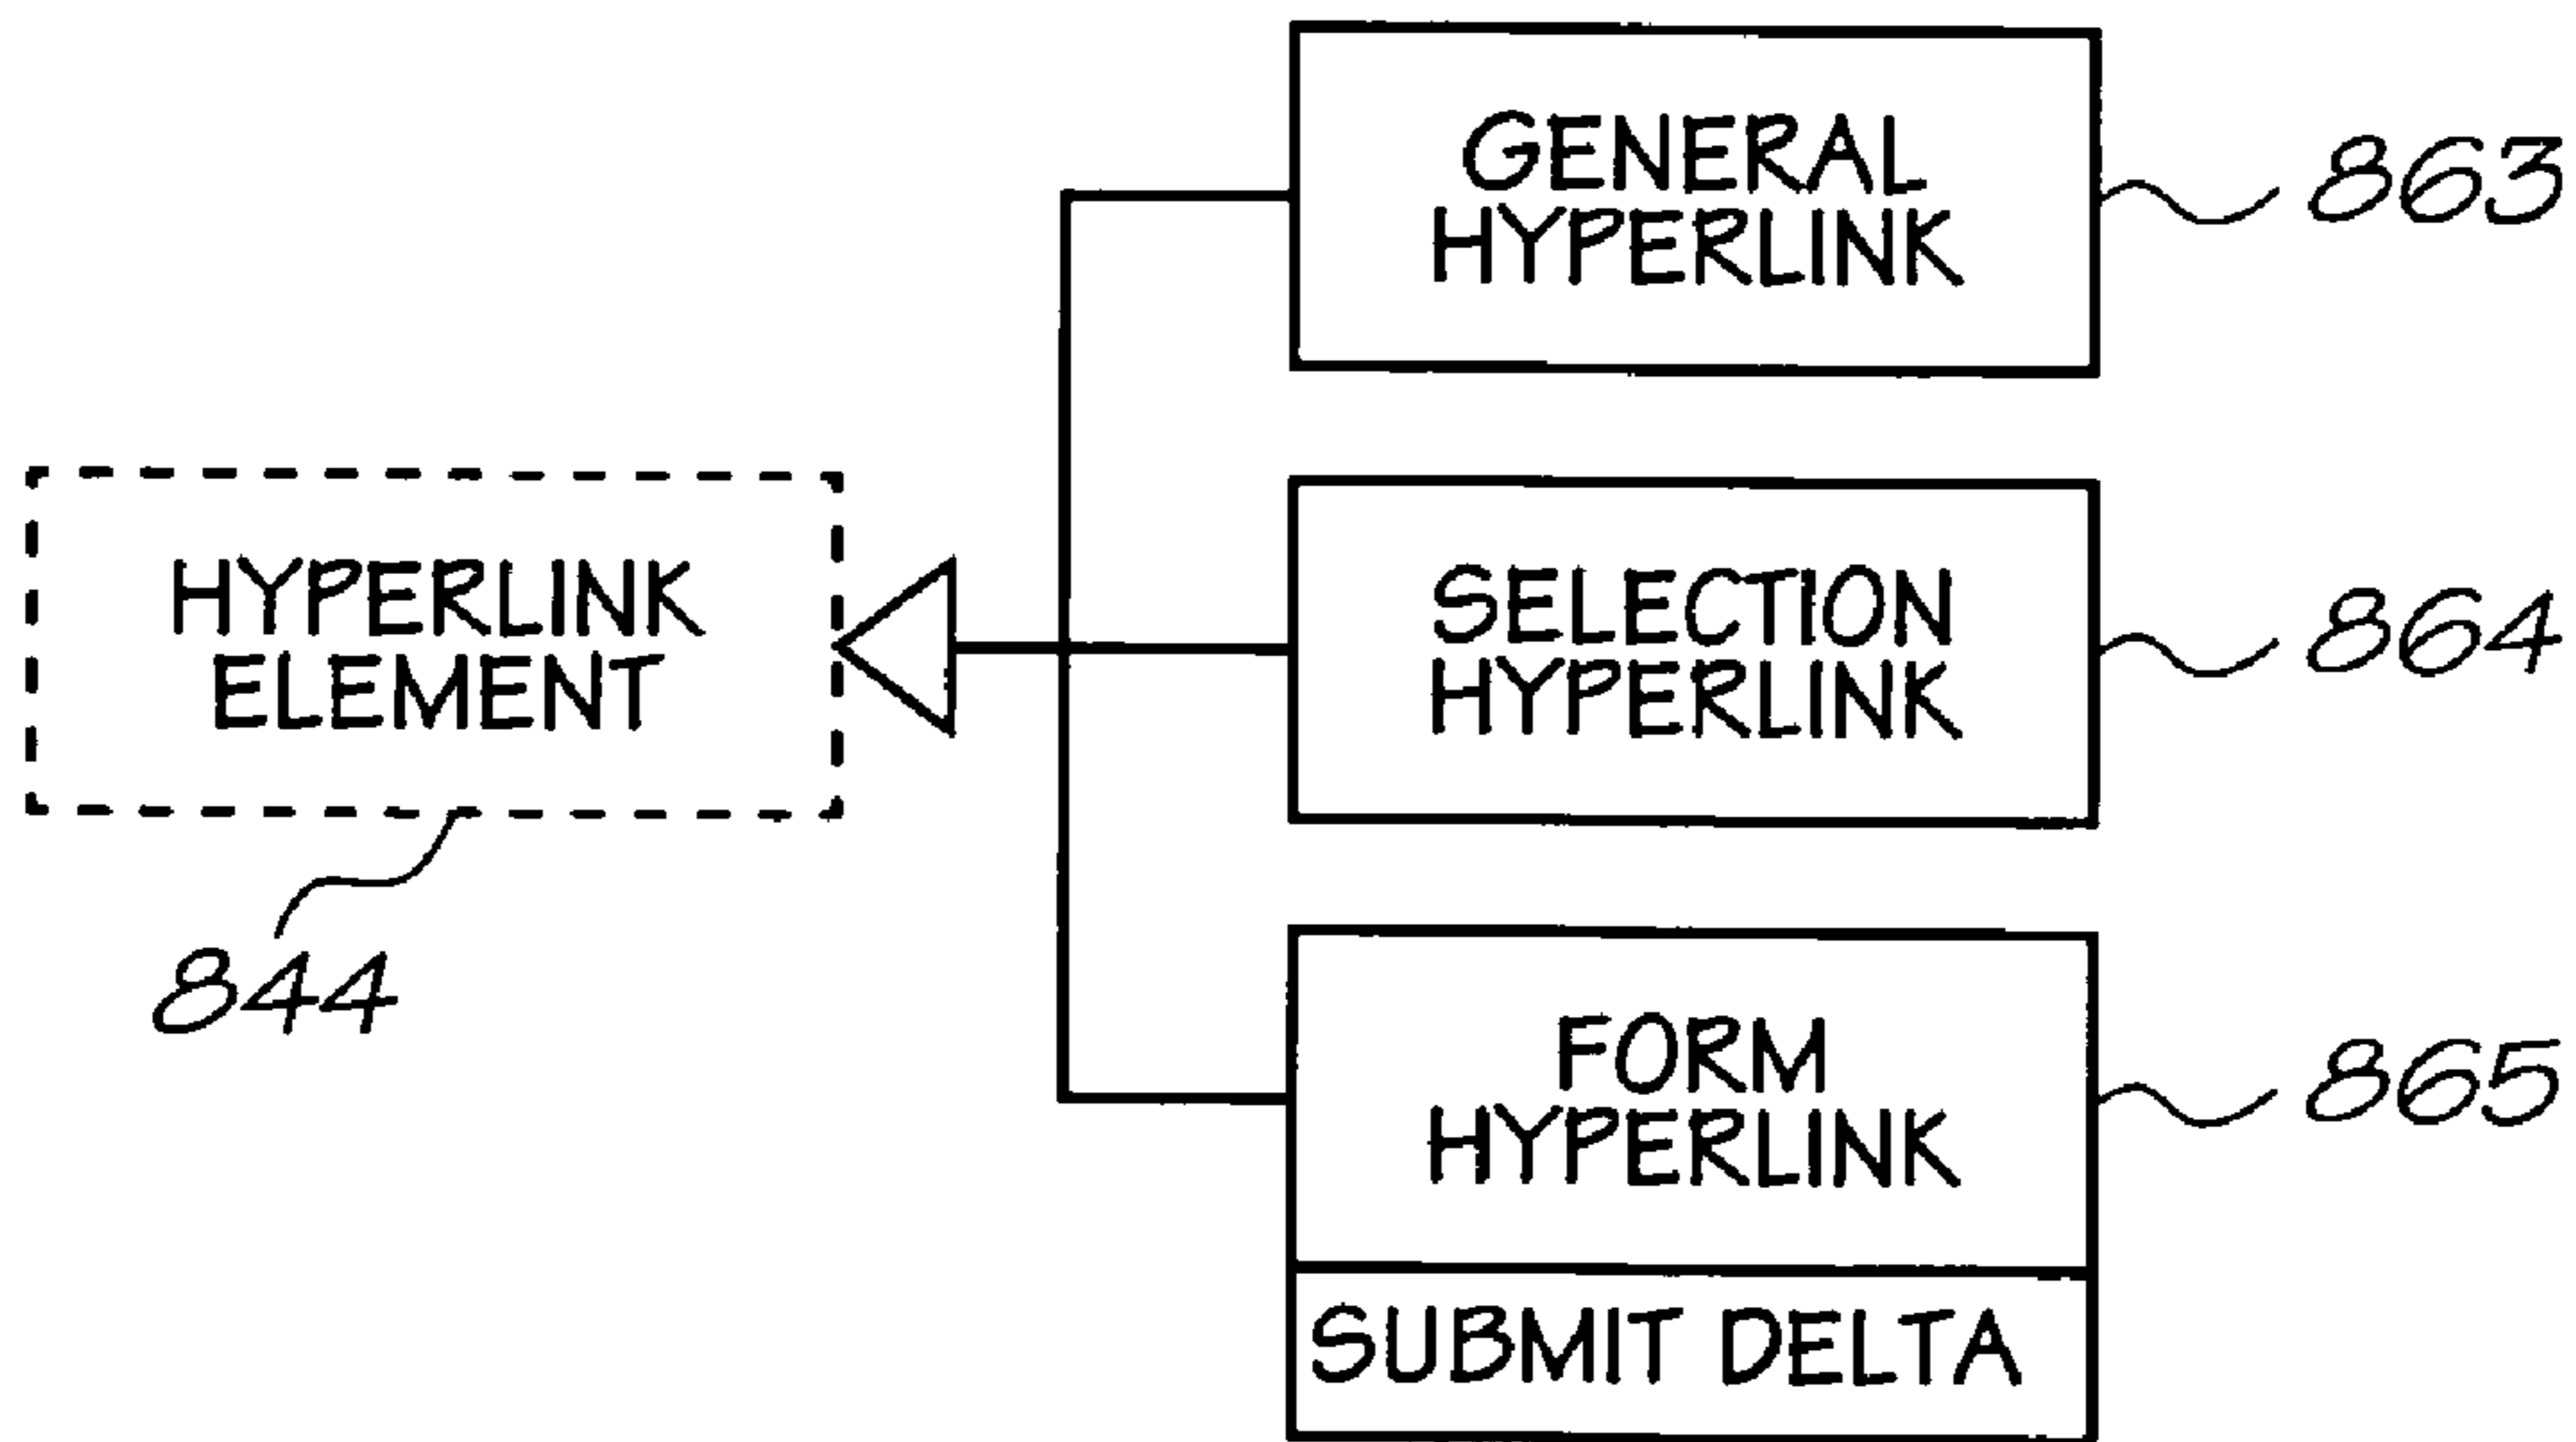 GENERAL
HYPERLINK
863
HYPERLINK
ELEMENT
844
SELECTION
HYPERLINK
864
FORM
HYPERLINK
865
SUBMIT DELTA